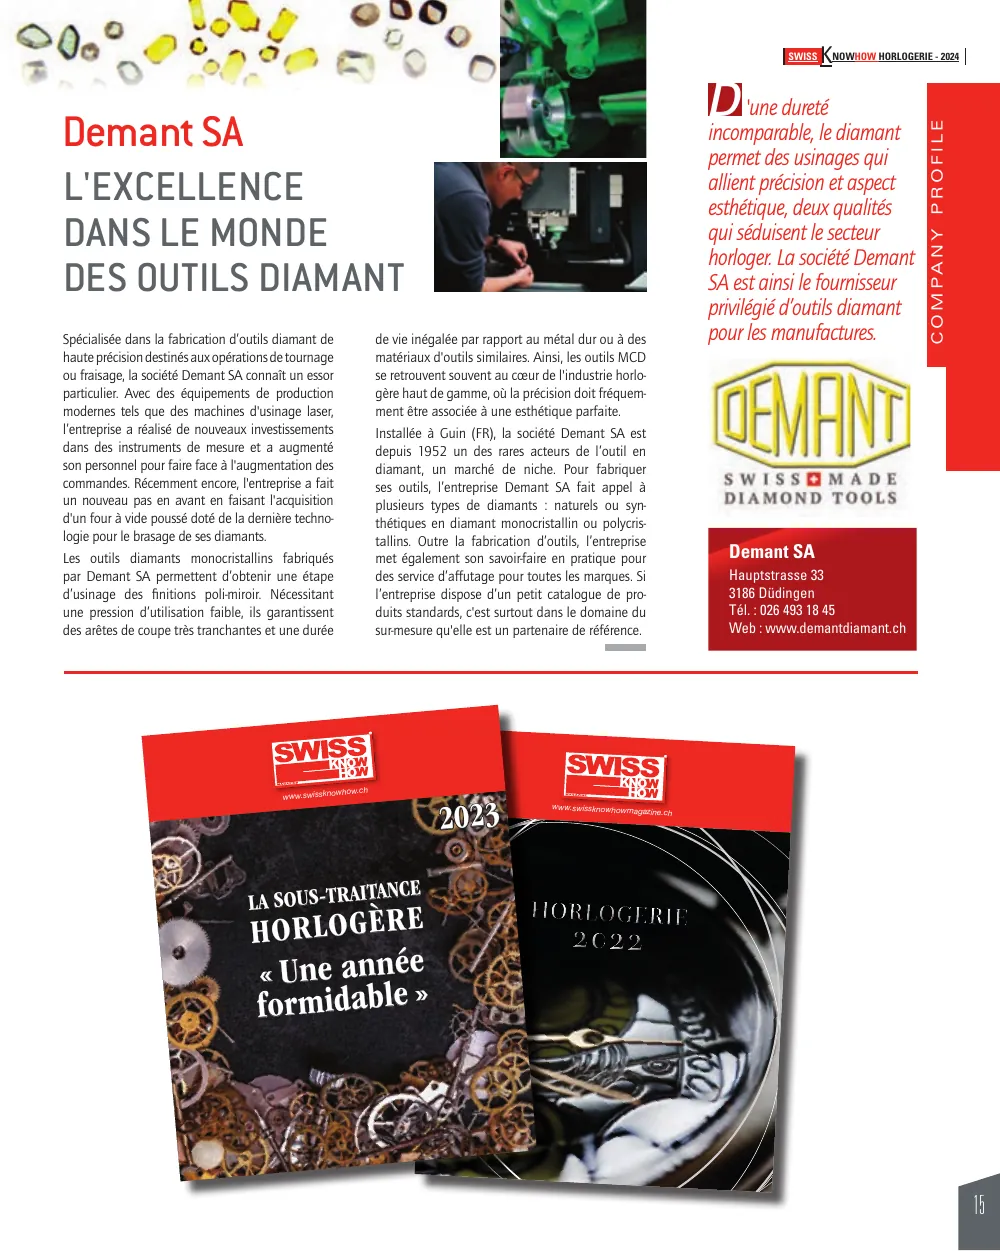 SWISS KNOWHOW HORLOGERIE - 2024
COMPANY PROFILE
Demant SA
L'EXCELLENCE
DANS LE MONDE
DES OUTILS DIAMANT
Spécialisée dans la fabrication d’outils diamant de
haute précision destinés aux opérations de tournage
ou fraisage, la société Demant SA connaît un essor
particulier. Avec des équipements de production
modernes tels que des machines d'usinage laser,
l’entreprise a réalisé de nouveaux investissements
dans des instruments de mesure et a augmenté
son personnel pour faire face à l'augmentation des
commandes. Récemment encore, l'entreprise a fait
un nouveau pas en avant en faisant l'acquisition
d'un four à vide poussé doté de la dernière techno-
logie pour le brasage de ses diamants.
Les outils diamants monocristallins fabriqués
par Demant SA permettent d’obtenir une étape
d’usinage des finitions poli-miroir. Nécessitant
une pression d’utilisation faible, ils garantissent
des arêtes de coupe très tranchantes et une durée
de vie inégalée par rapport au métal dur ou à des
matériaux d'outils similaires. Ainsi, les outils MCD
se retrouvent souvent au cœur de l'industrie horlo-
gère haut de gamme, où la précision doit fréquem-
ment être associée à une esthétique parfaite.
Installée à Guin (FR), la société Demant SA est
depuis 1952 un des rares acteurs de l’outil en
diamant, un marché de niche. Pour fabriquer
ses outils, l’entreprise Demant SA fait appel à
plusieurs types de diamants : naturels ou syn-
thétiques en diamant monocristallin ou polycris-
tallins. Outre la fabrication d’outils, l’entreprise
met également son savoir-faire en pratique pour
des service d’affutage pour toutes les marques. Si
l’entreprise dispose d’un petit catalogue de pro-
duits standards, c'est surtout dans le domaine du
sur-mesure qu'elle est un partenaire de référence.
D'une dureté
incomparable, le diamant
permet des usinages qui
allient précision et aspect
esthétique, deux qualités
qui séduisent le secteur
horloger. La société Demant
SA est ainsi le fournisseur
privilégié d’outils diamant
pour les manufactures.
DEMANT
SWISS MADE
DIAMOND TOOLS
Demant SA
Hauptstrasse 33
3186 Düdingen
Tél. : 026 493 18 45
Web : www.demantdiamant.ch
SWISS
KNOW
HOW
www.swissknowhow.ch
2023
LA SOUS-TRAITANCE
HORLOGÈRE
« Une année
formidable »
SWISS
KNOW
HOW
www.swissknowhowmagazine.ch
HORLOGERIE
2022
15